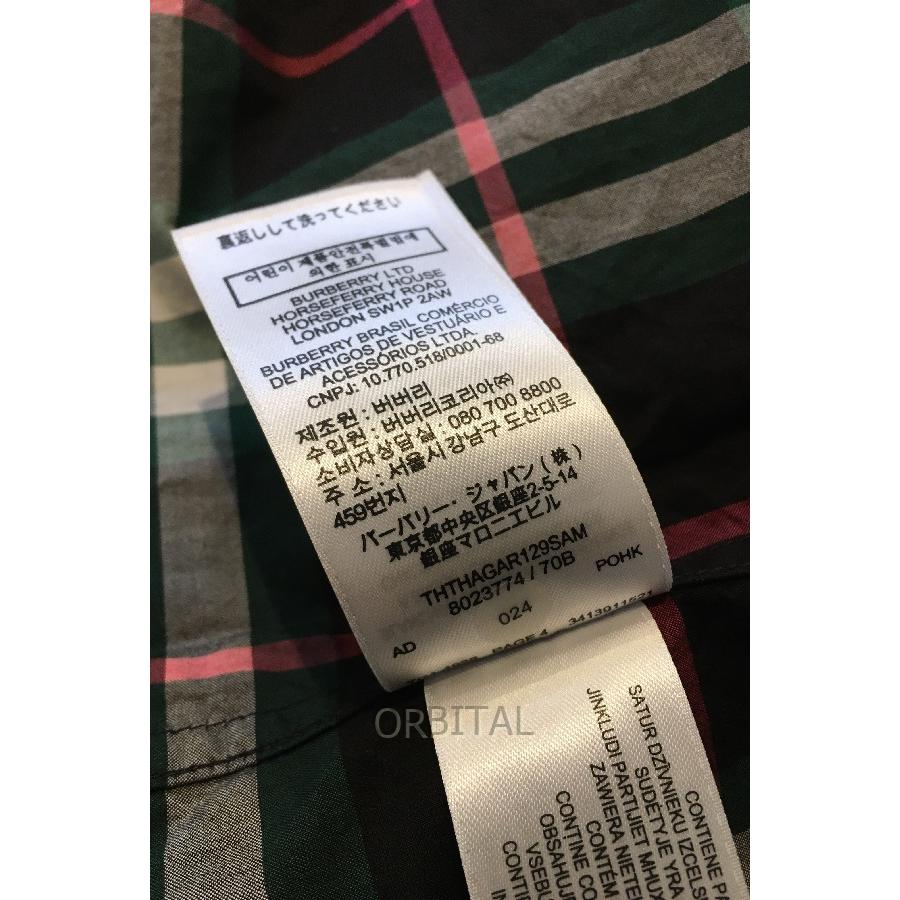 裏返しして洗ってください
어린이 제품안전특별법에
의한 표시
BURBERRY LTD
HORSEFERRY HOUSE
HORSEFERRY ROAD
LONDON SW1P 2AW
BURBERRY BRASIL COMÉRCIO
DE ARTIGOS DE VESTUÁRIO E
ACESSÓRIOS LTDA.
CNPJ: 10.770.518/0001-68
제조원 : 버버리
수입원 : 버버리코리아㈜
소비자상담실 : 080 700 8800
주 소 : 서울시강남구 도산대로
459번지
バーバリー・ジャパン(株)
東京都中央区銀座2-5-14
銀座マロニエビル
THTHAGAR129SAM
8023774 / 70B
024 POHK
AD
PAGE 4 3413911521
ORBITAL
CONTIENE
SATUR DZĪVNIEKU IZCELS
SUDĖTYJE YRA
JINKLUDI PARTIJIET MHUX
ZAWIERA
CONTÉM
CONTINE
OBSAHUJ
VSEBU